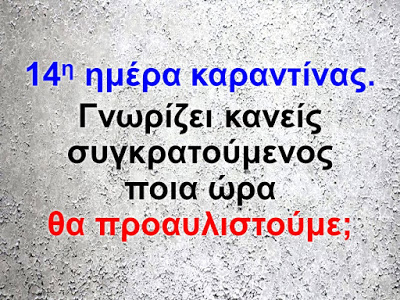 14η ημέρα καραντίνας.
Γνωρίζει κανείς
συγκρατούμενος
ποια ώρα
θα προαυλιστούμε;